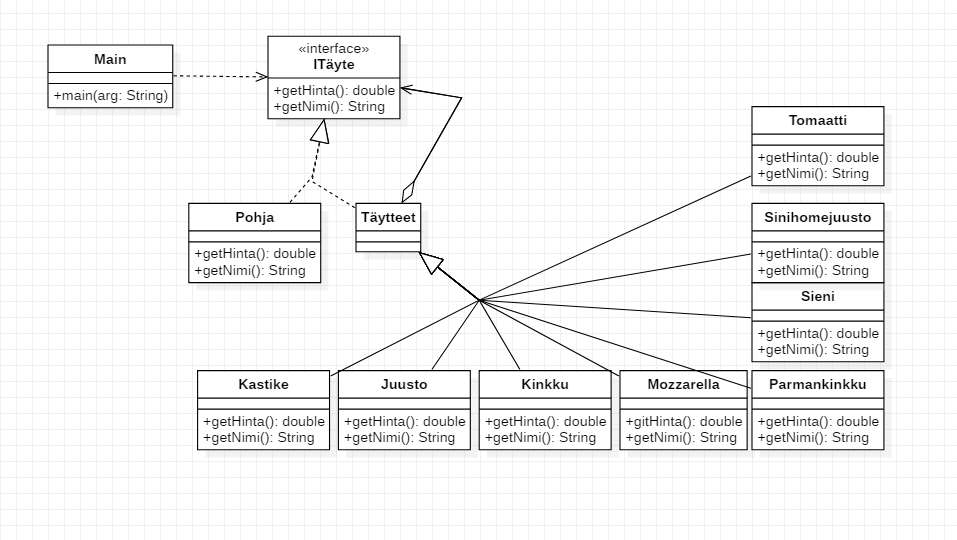 Main
+main(arg: String)
«interface»
ITäyte
+getHinta(): double
+getNimi(): String
Pohja
+getHinta(): double
+getNimi(): String
Täytteet
Tomaatti
+getHinta(): double
+getNimi(): String
Sinihomejuusto
+getHinta(): double
+getNimi(): String
Sieni
+getHinta(): double
+getNimi(): String
Kastike
+getHinta(): double
+getNimi(): String
Juusto
+getHinta(): double
+getNimi(): String
Kinkku
+getHinta(): double
+getNimi(): String
Mozzarella
+gitHinta(): double
+getNimi(): String
Parmankinkku
+getHinta(): double
+getNimi(): String